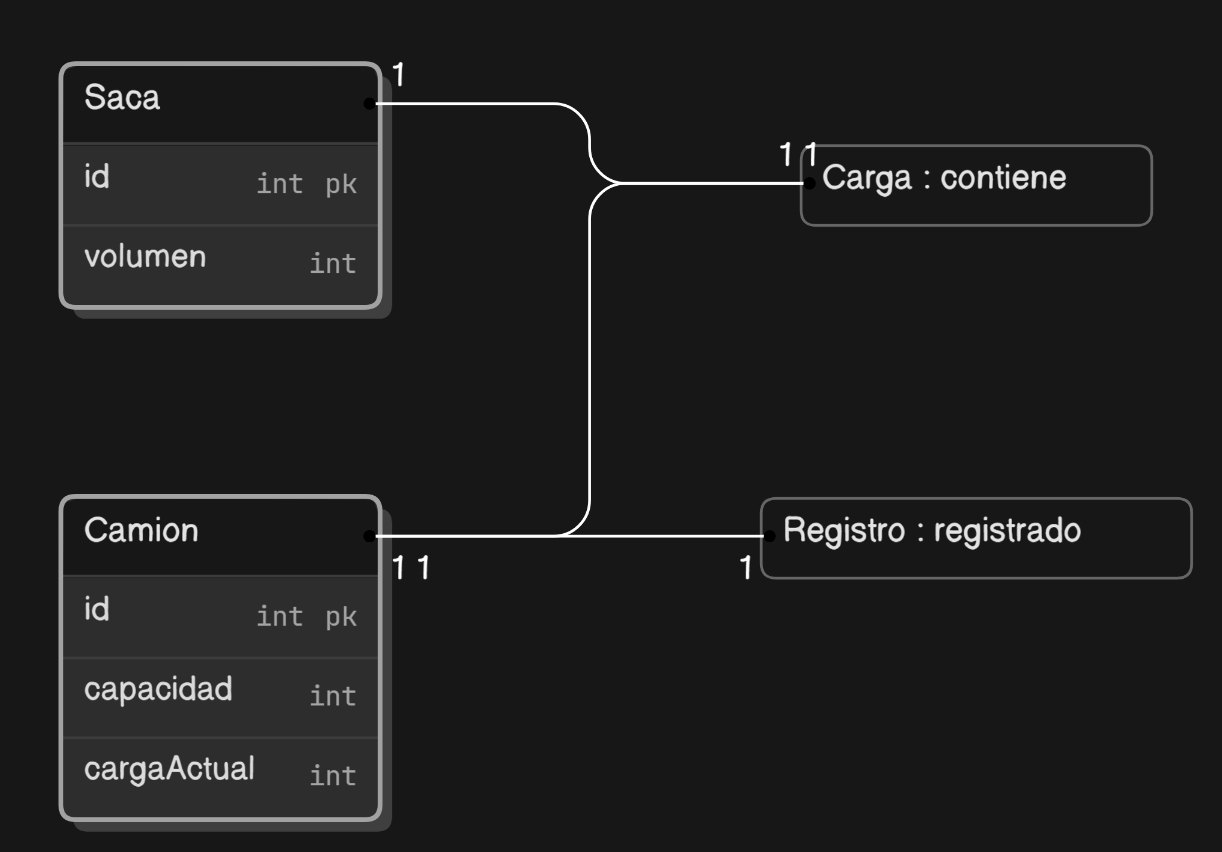 1
Saca
id int pk
volumen int
1 1
Carga : contiene
Camion
1 1
id int pk
capacidad int
cargaActual int
1
Registro : registrado